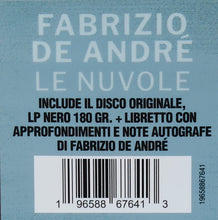 FABRIZIO
DE ANDRÉ
LE NUVOLE
INCLUDE IL DISCO ORIGINALE,
LP NERO 180 GR. + LIBRETTO CON
APPROFONDIMENTI E NOTE AUTOGRAFE
DI FABRIZIO DE ANDRÉ
1 96588 67641 3
19658867641